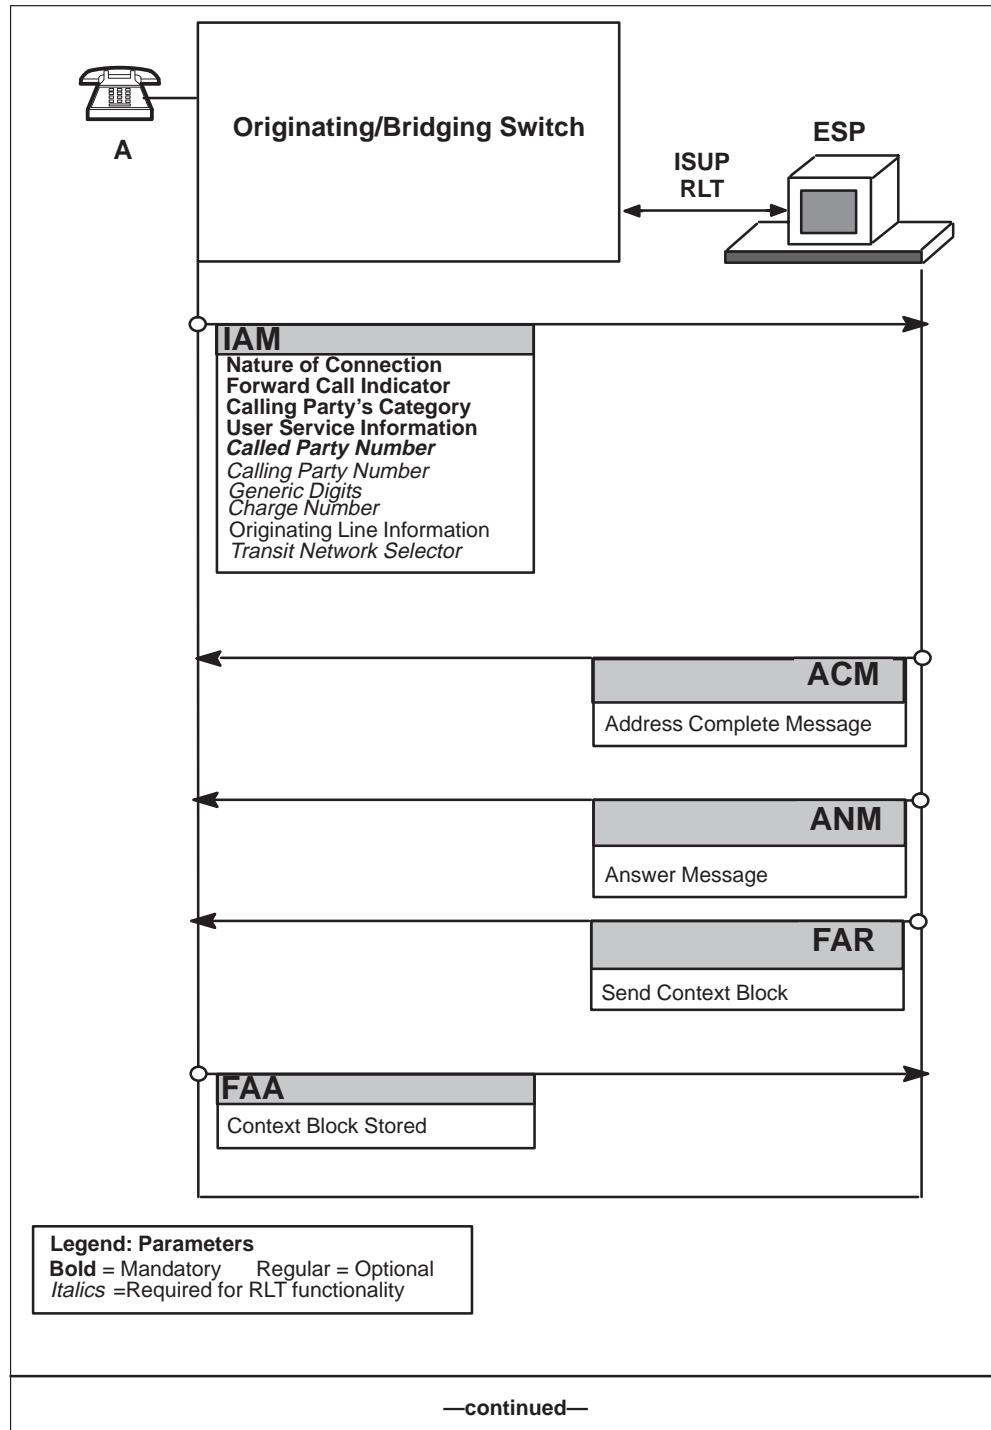 A
Originating/Bridging Switch
ISUP
RLT
ESP
IAM
Nature of Connection
Forward Call Indicator
Calling Party's Category
User Service Information
Called Party Number
Calling Party Number
Generic Digits
Charge Number
Originating Line Information
Transit Network Selector
ACM
Address Complete Message
ANM
Answer Message
FAR
Send Context Block
FAA
Context Block Stored
Legend: Parameters
Bold = Mandatory Regular = Optional
Italics =Required for RLT functionality
—continued—